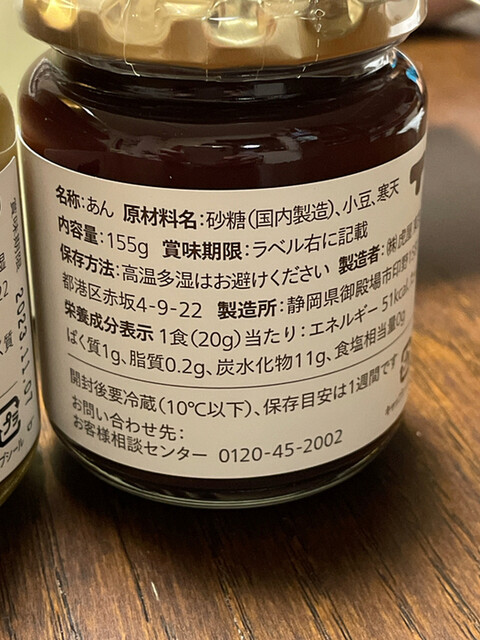 名称：あん 原材料名：砂糖（国内製造）、小豆、寒天
内容量：155g 賞味期限：ラベル右に記載
保存方法：高温多湿はお避けください 製造者：㈱虎屋
都港区赤坂4-9-22 製造所：静岡県御殿場市印野
栄養成分表示 1食（20g）当たり：エネルギー 51kcal、
ぱく質1g、脂質0.2g、炭水化物11g、食塩相当量0g
開封後要冷蔵（10℃以下）、保存目安は1週間です
お問い合わせ先：
お客様相談センター 0120-45-2002
2023.11.01